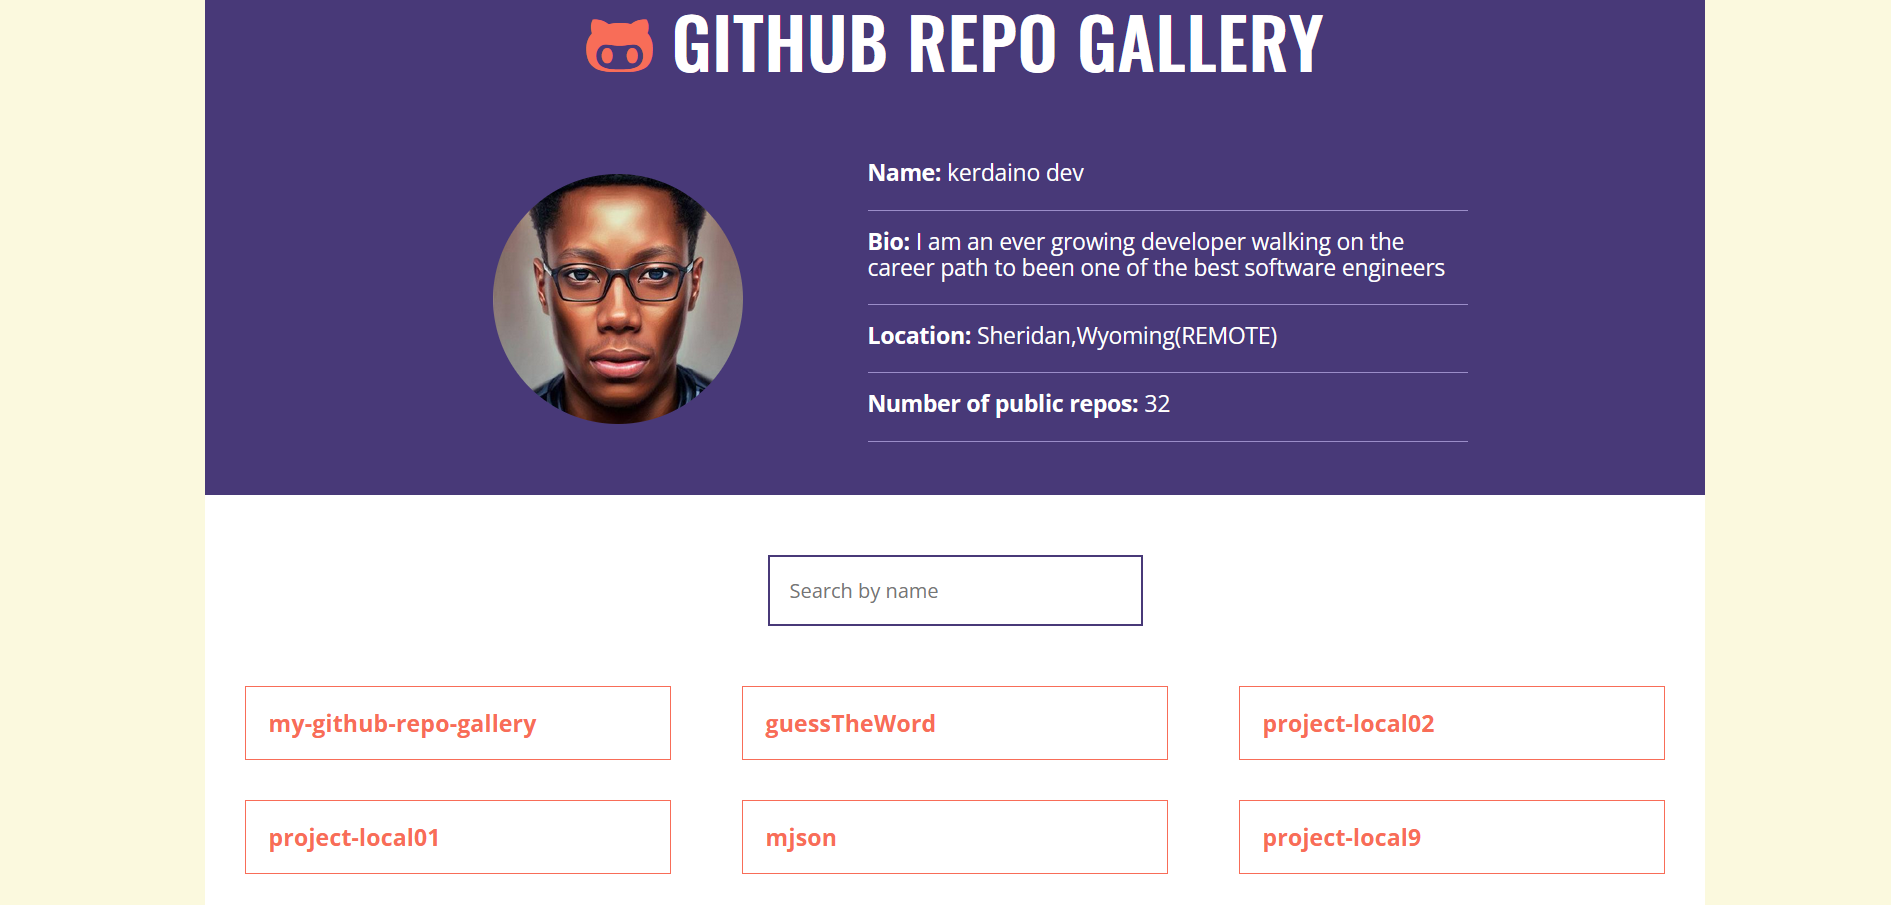 GITHUB REPO GALLERY
Name: kerdaino dev
Bio: I am an ever growing developer walking on the
career path to been one of the best software engineers
Location: Sheridan,Wyoming(REMOTE)
Number of public repos: 32
Search by name
my-github-repo-gallery
guessTheWord
project-local02
project-local01
mjson
project-local9